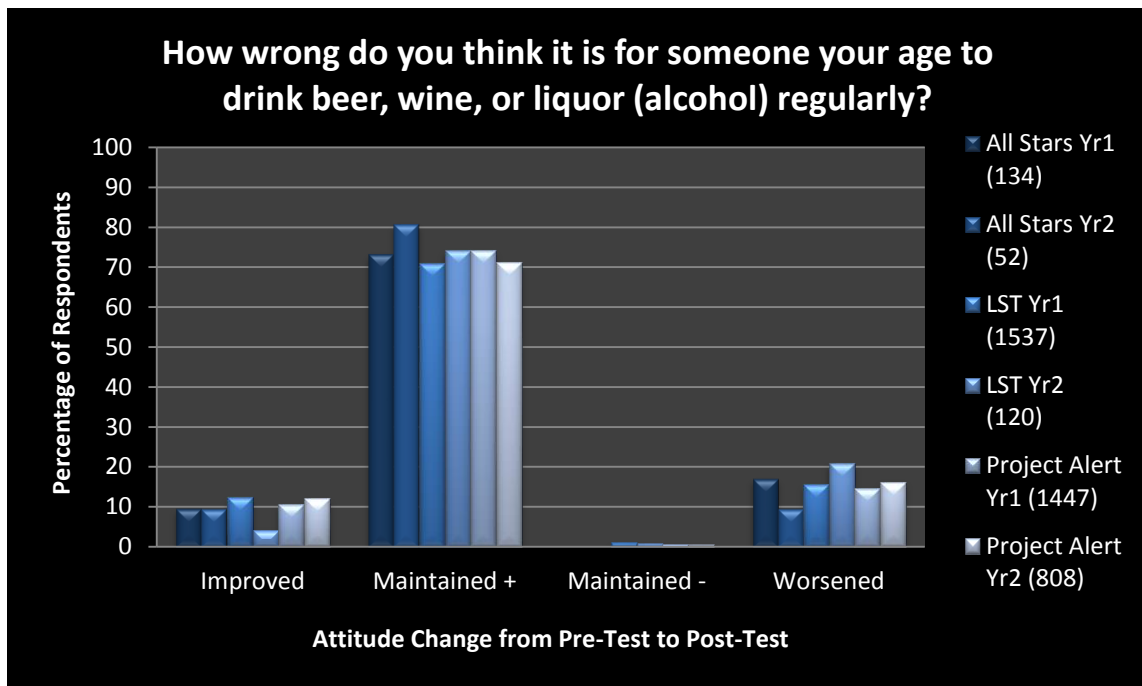 How wrong do you think it is for someone your age to
drink beer, wine, or liquor (alcohol) regularly?
Percentage of Respondents
100
90
80
70
60
50
40
30
20
10
0
Improved
Maintained +
Maintained -
Worsened
Attitude Change from Pre-Test to Post-Test
All Stars Yr1
(134)
All Stars Yr2
(52)
LST Yr1
(1537)
LST Yr2
(120)
Project Alert
Yr1 (1447)
Project Alert
Yr2 (808)